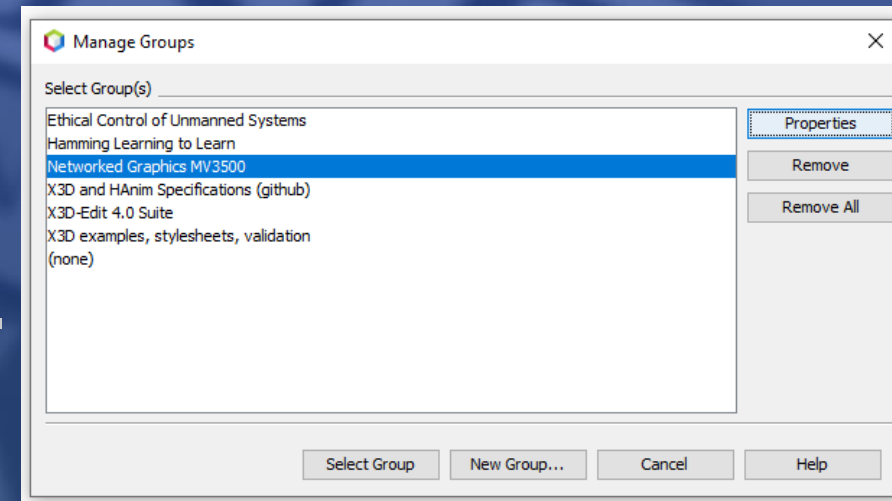 Manage Groups
Select Group(s)
Ethical Control of Unmanned Systems
Hamming Learning to Learn
Networked Graphics MV3500
X3D and HAnim Specifications (github)
X3D-Edit 4.0 Suite
X3D examples, stylesheets, validation
(none)
Properties
Remove
Remove All
Select Group
New Group...
Cancel
Help